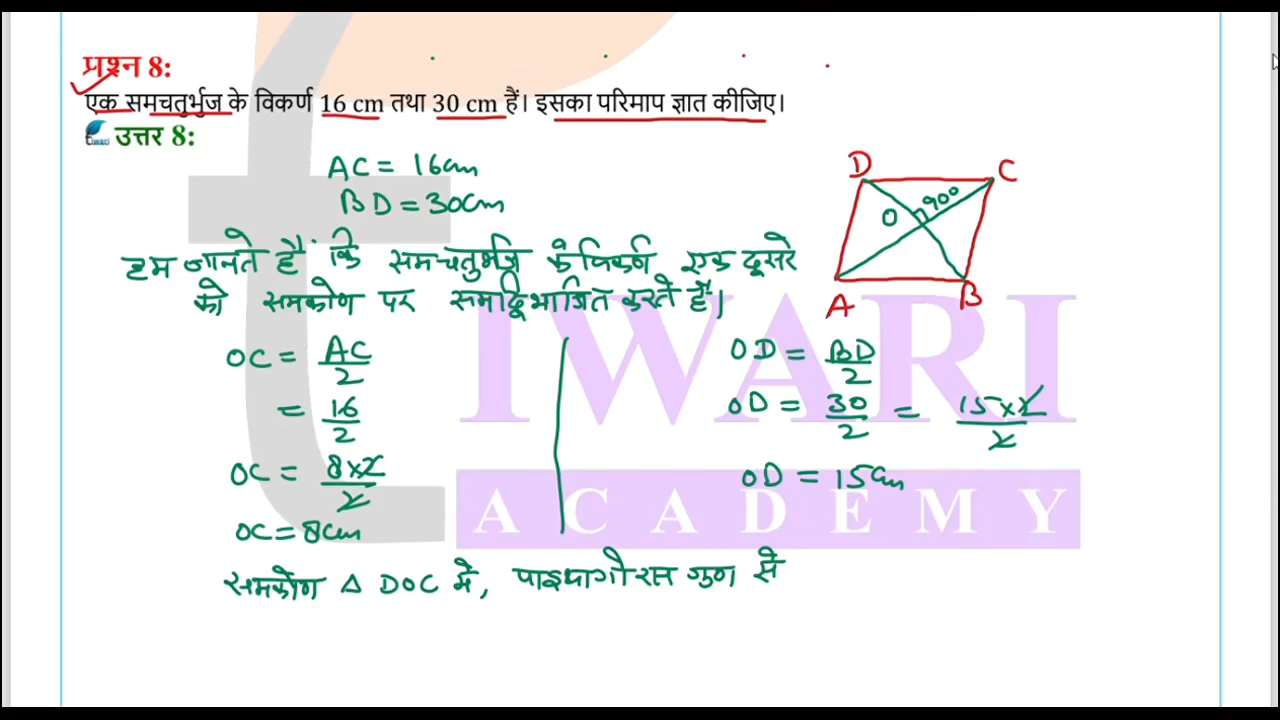 प्रश्न 8:
एक समचतुर्भुज के विकर्ण 16 cm तथा 30 cm हैं। इसका परिमाप ज्ञात कीजिए।
उत्तर 8:
AC = 16cm
BD = 30cm
हम जानते हैं कि समचतुर्भुज के विकर्ण एक दूसरे
को समकोण पर समद्विभाजित करते हैं।
D C
O 90°
A B
OC = AC/2
= 16/2
OC = 8×2/2
OC = 8cm
OD = BD/2
OD = 30/2 = 15×2/2
OD = 15cm
समकोण Δ DOC में, पाइथागोरस गुण से
IWARI
ACADEMY